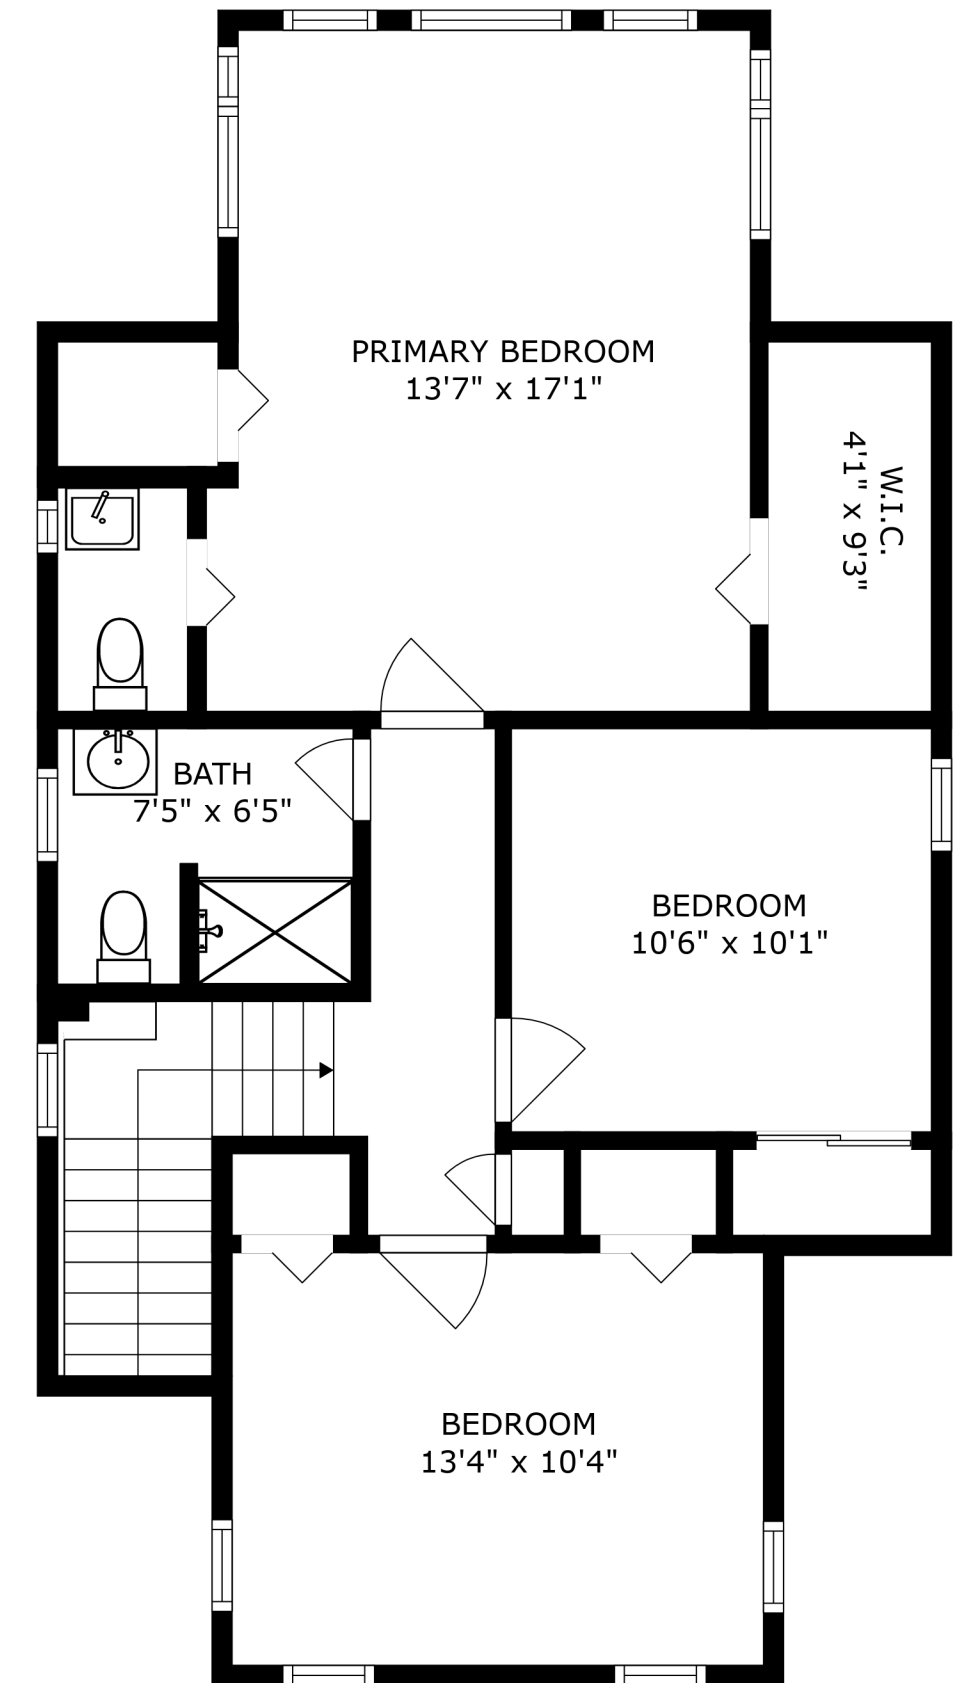 PRIMARY BEDROOM
13'7" x 17'1"
W.I.C.
4'1" x 9'3"
BATH
7'5" x 6'5"
BEDROOM
10'6" x 10'1"
BEDROOM
13'4" x 10'4"